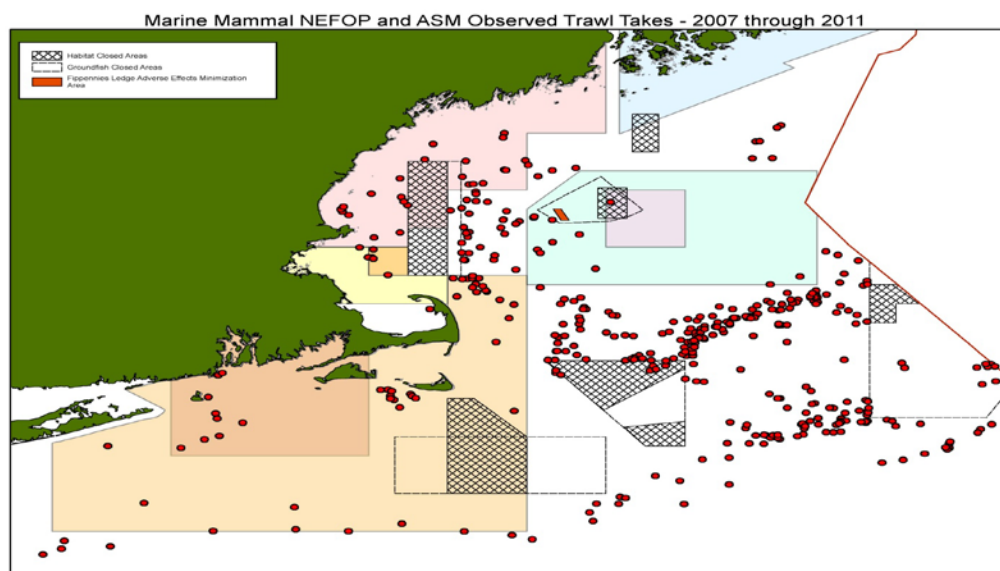 Marine Mammal NEFOP and ASM Observed Trawl Takes - 2007 through 2011
Habitat Closed Areas
Groundfish Closed Areas
Fippennies Ledge Adverse Effects Minimization
Area